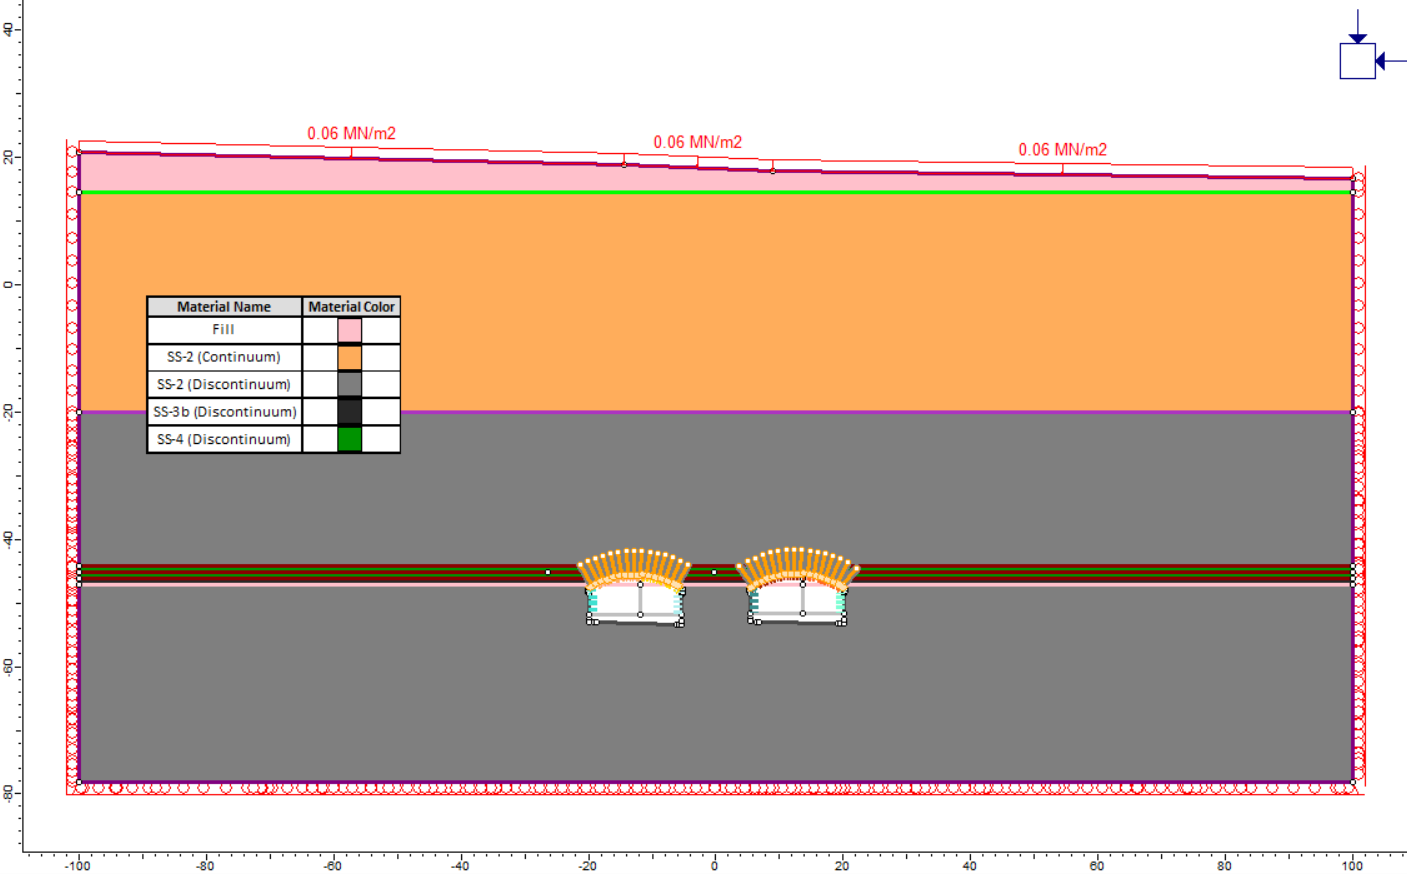 40
0.06 MN/m2
0.06 MN/m2
0.06 MN/m2
20
0
Material Name Material Color
Fill
SS-2 (Continuum)
SS-2 (Discontinuum)
SS-3b (Discontinuum)
SS-4 (Discontinuum)
-20
-40
-60
-80
-100 -80 -60 -40 -20 0 20 40 60 80 100